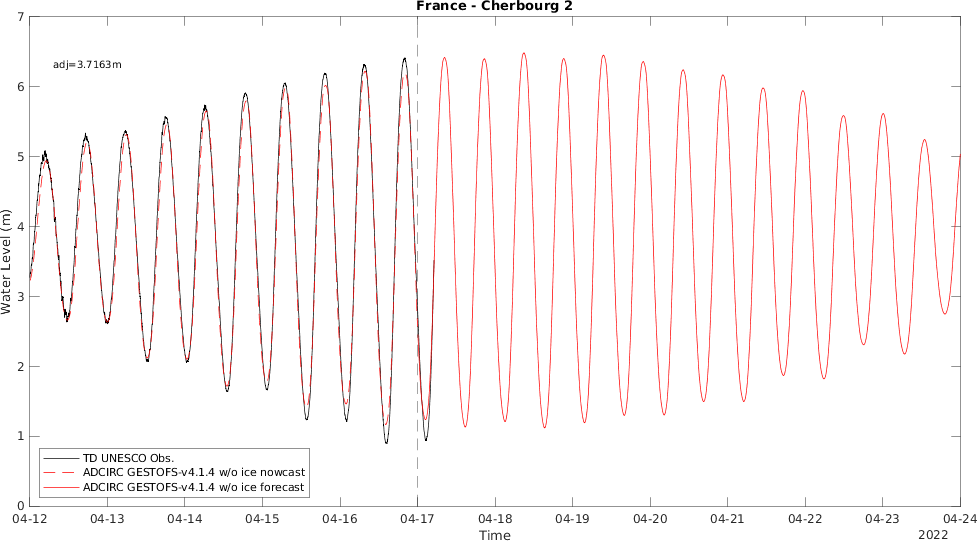 France - Cherbourg 2
adj=3.7163m
7
6
5
4
3
2
1
0
Water Level (m)
TD UNESCO Obs.
ADCIRC GESTOFS-v4.1.4 w/o ice nowcast
ADCIRC GESTOFS-v4.1.4 w/o ice forecast
04-12 04-13 04-14 04-15 04-16 04-17 04-18 04-19 04-20 04-21 04-22 04-23 04-24
Time
2022